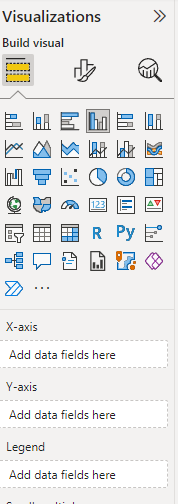 Visualizations
Build visual
123
R Py
X-axis
Add data fields here
Y-axis
Add data fields here
Legend
Add data fields here